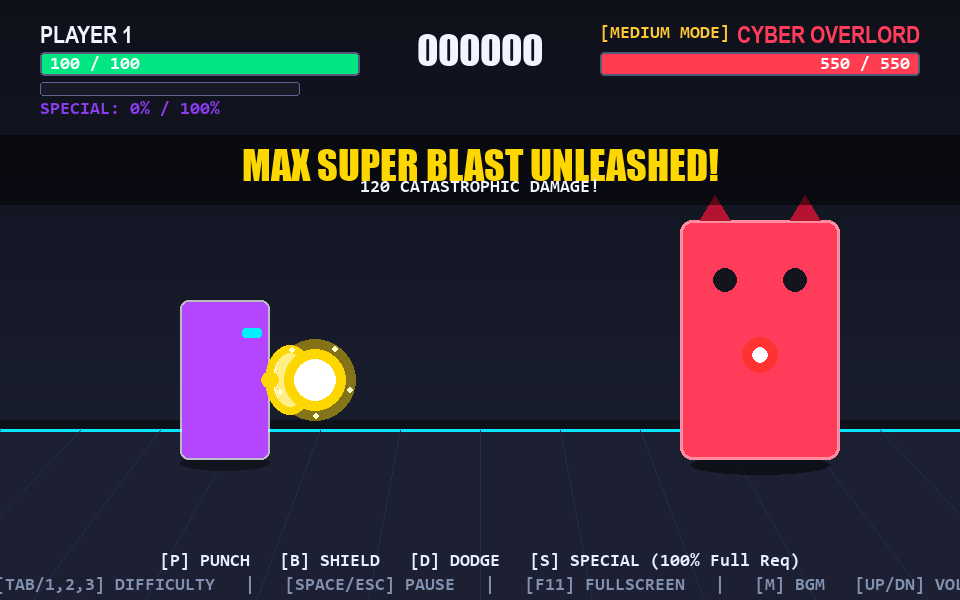 PLAYER 1
000000
[MEDIUM MODE] CYBER OVERLORD
100 / 100
550 / 550
SPECIAL: 0% / 100%
MAX SUPER BLAST UNLEASHED!
120 CATASTROPHIC DAMAGE!
[P] PUNCH [B] SHIELD [D] DODGE [S] SPECIAL (100% Full Req)
[TAB/1,2,3] DIFFICULTY | [SPACE/ESC] PAUSE | [F11] FULLSCREEN | [M] BGM [UP/DN] VOL